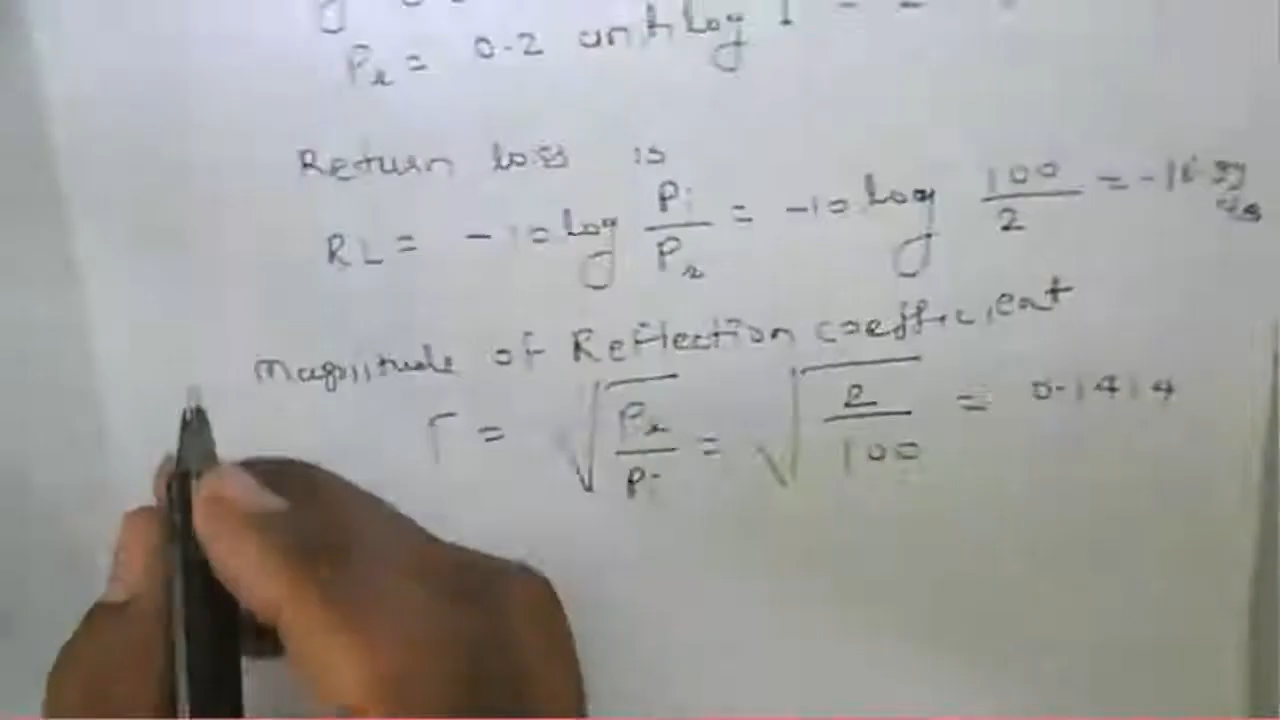 Pr = 0.2 antilog
Return loss is
RL = -10 log Pi/Pr = -10 log 100/2 = -16.99 dB
Magnitude of Reflection coefficient
Γ = √(Pr/Pi) = √(2/100) = 0.1414